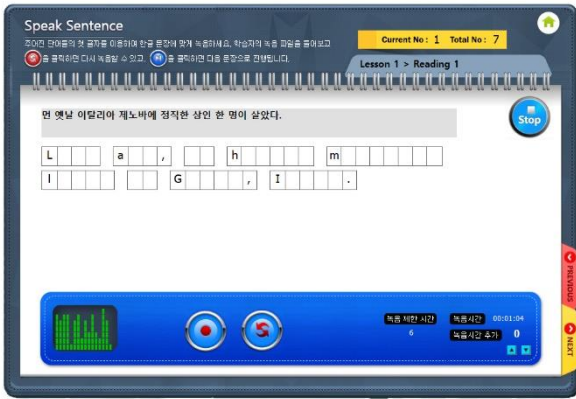 Speak Sentence
주어진 단어들의 첫 글자를 이용하여 한글 문장에 맞게 녹음하세요. 학습자의 녹음 파일을 들어보고
을 클릭하면 다시 녹음할 수 있고, 을 클릭하면 다음 문장으로 진행됩니다.
Current No : 1 Total No : 7
Lesson 1 > Reading 1
먼 옛날 이탈리아 제노바에 정직한 상인 한 명이 살았다.
Stop
L a , h m
l G , I .
녹음 제한 시간 녹음시간 00:01:04
6 녹음시간 추가 0
PREVIOUS
NEXT